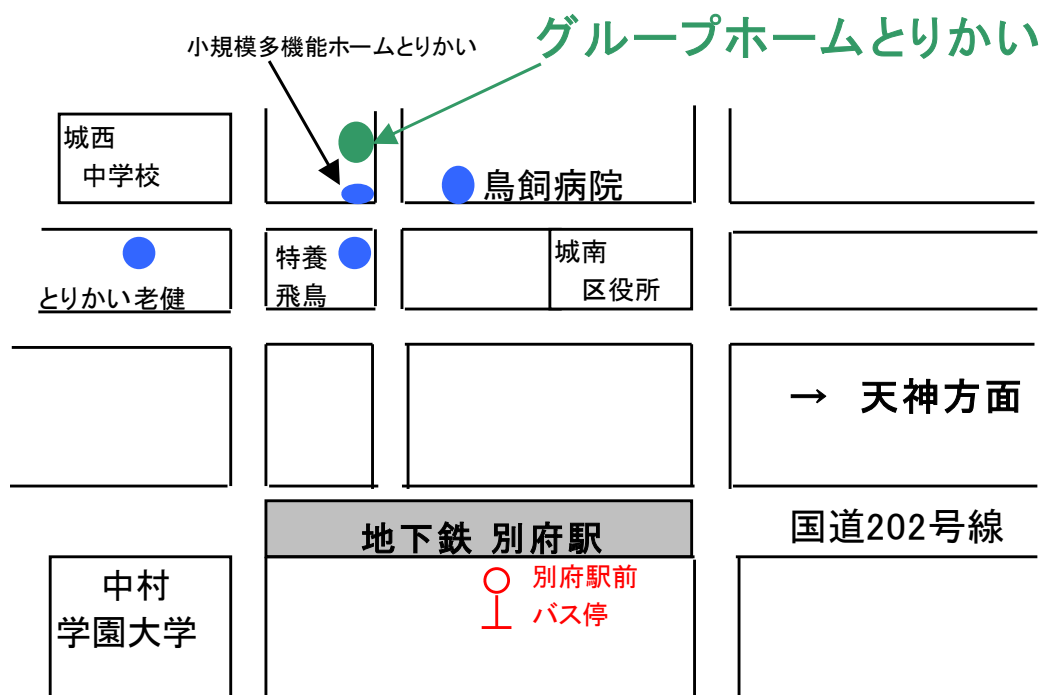 グループホームとりかい
小規模多機能ホームとりかい
城西
中学校
鳥飼病院
特養
飛鳥
城南
区役所
とりかい老健
→ 天神方面
地下鉄 別府駅
国道202号線
別府駅前
バス停
中村
学園大学